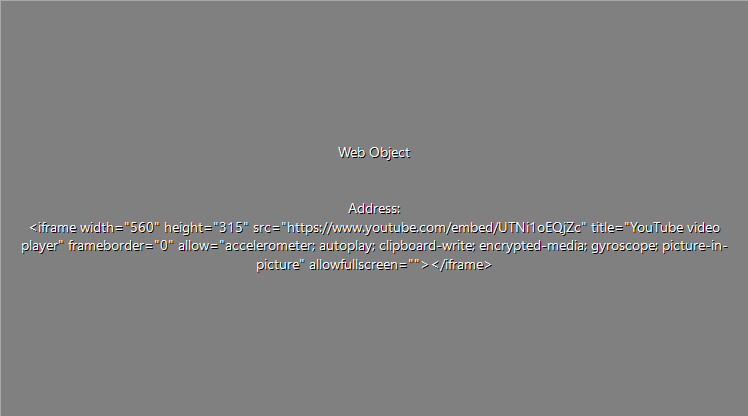 Web Object
Address:
<iframe width="560" height="315" src="https://www.youtube.com/embed/UTNi1oEQjZc" title="YouTube video
player" frameborder="0" allow="accelerometer; autoplay; clipboard-write; encrypted-media; gyroscope; picture-in-
picture" allowfullscreen=""></iframe>